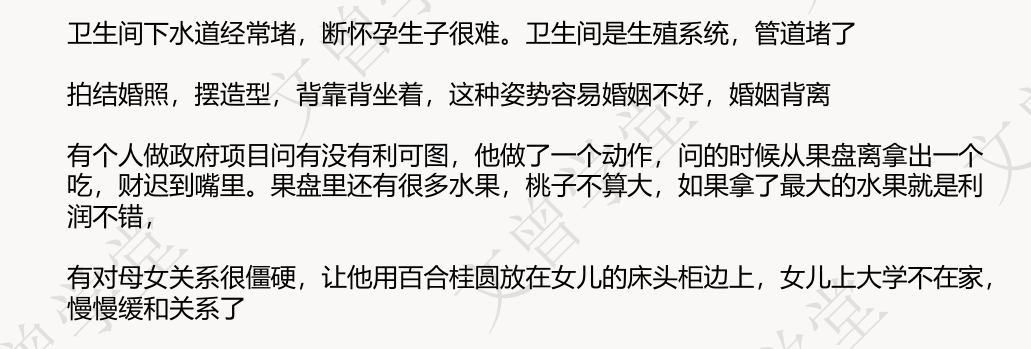 卫生间下水道经常堵，断怀孕生子很难。卫生间是生殖系统，管道堵了
拍结婚照，摆造型，背靠背坐着，这种姿势容易婚姻不好，婚姻背离
有个人做政府项目问有没有利可图，他做了一个动作，问的时候从果盘离拿出一个
吃，财迟到嘴里。果盘里还有很多水果，桃子不算大，如果拿了最大的水果就是利
润不错，
有对母女关系很僵硬，让他用百合桂圆放在女儿的床头柜边上，女儿上大学不在家，
慢慢缓和关系了
文曾学堂
文曾学堂